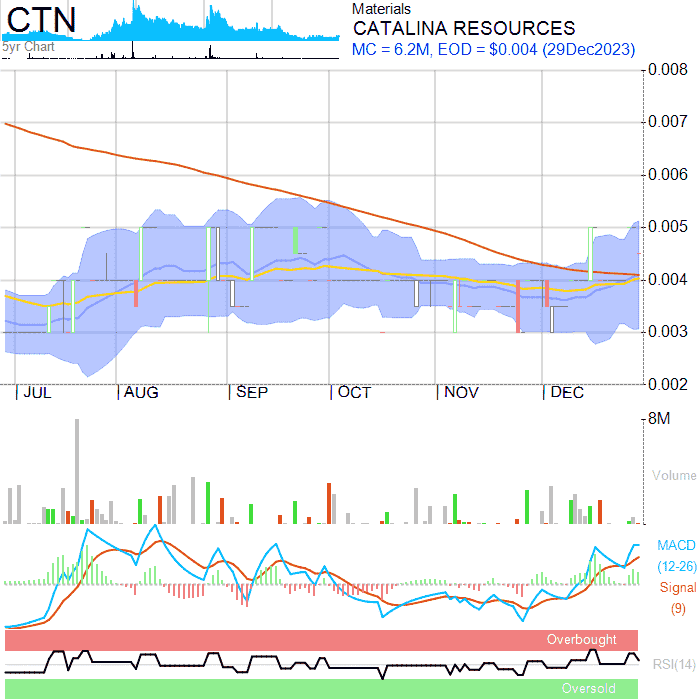 CTN
5yr Chart
Materials
CATALINA RESOURCES
MC = 6.2M, EOD = $0.004 (29Dec2023)
0.008
0.007
0.006
0.005
0.004
0.003
0.002
JUL AUG SEP OCT NOV DEC
8M
Volume
MACD
(12-26)
Signal
(9)
Overbought
RSI(14)
Oversold